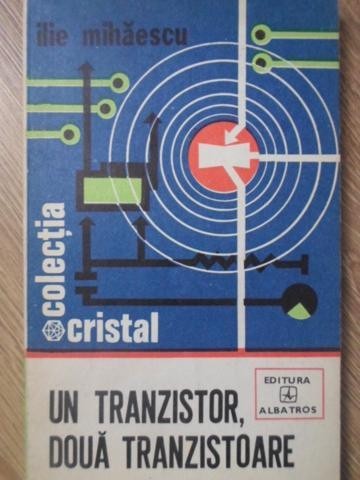 ilie mihăescu
colecția
cristal
UN TRANZISTOR,
DOUĂ TRANZISTOARE
EDITURA
ALBATROS